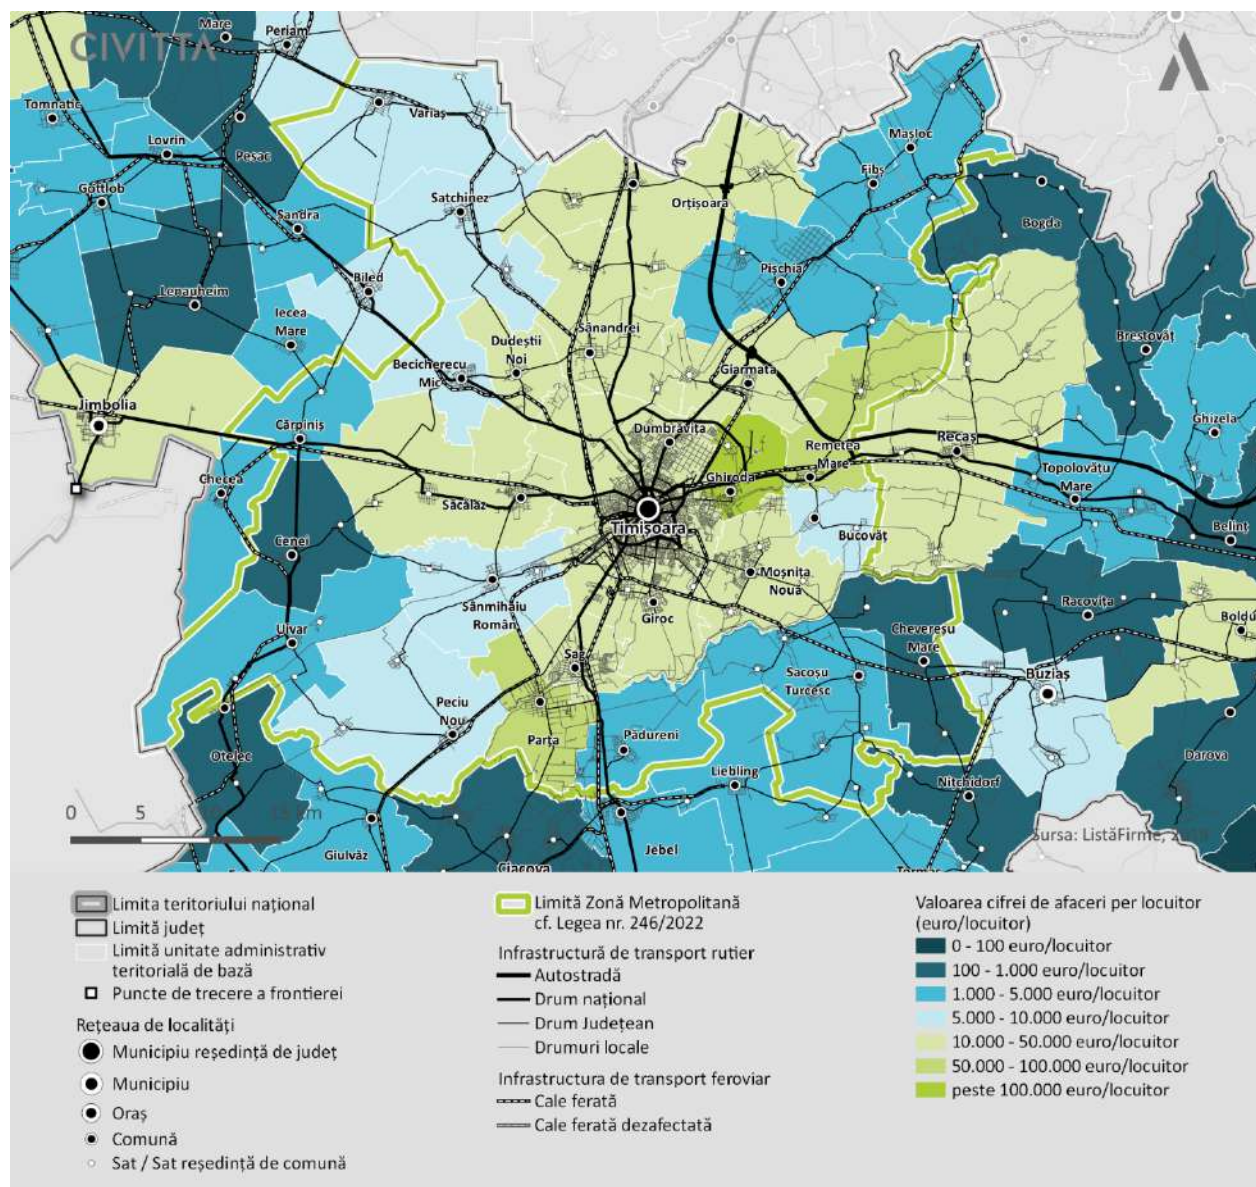 CIVITTA
Mare
Periam
Tomnatic
Variaș
Lovrin
Pesac
Mașloc
Fibiș
Gottlob
Sandra
Satchinez
Orțișoara
Bogda
Biled
Pișchia
Lenauheim
Iecea
Mare
Dudeștii
Noi
Sânandrei
Brestovăț
Becicherecu
Mic
Giarmata
Jimbolia
Cărpiniș
Dumbrăvița
Remetea
Mare
Recaș
Ghizela
Checea
Săcălaz
Ghiroda
Topolovățu
Mare
Timișoara
Bucovăț
Belinț
Cenei
Moșnița
Nouă
Sânmihaiu
Român
Giroc
Racovița
Boldu
Uivar
Chevereșu
Mare
Șag
Sacoșu
Turcesc
Buziaș
Peciu
Nou
Parța
Pădureni
Otelec
Liebling
Nițchidorf
Darova
0 5
Giulvăz
Ciacova
Jebel
Sursa: ListăFirme,
Limita teritoriului național
Limită județ
Limită unitate administrativ
teritorială de bază
Puncte de trecere a frontierei
Rețeaua de localități
Municipiu reședință de județ
Municipiu
Oraș
Comună
Sat / Sat reședință de comună
Limită Zonă Metropolitană
cf. Legea nr. 246/2022
Infrastructură de transport rutier
Autostradă
Drum național
Drum Județean
Drumuri locale
Infrastructura de transport feroviar
Cale ferată
Cale ferată dezafectată
Valoarea cifrei de afaceri per locuitor
(euro/locuitor)
0 - 100 euro/locuitor
100 - 1.000 euro/locuitor
1.000 - 5.000 euro/locuitor
5.000 - 10.000 euro/locuitor
10.000 - 50.000 euro/locuitor
50.000 - 100.000 euro/locuitor
peste 100.000 euro/locuitor